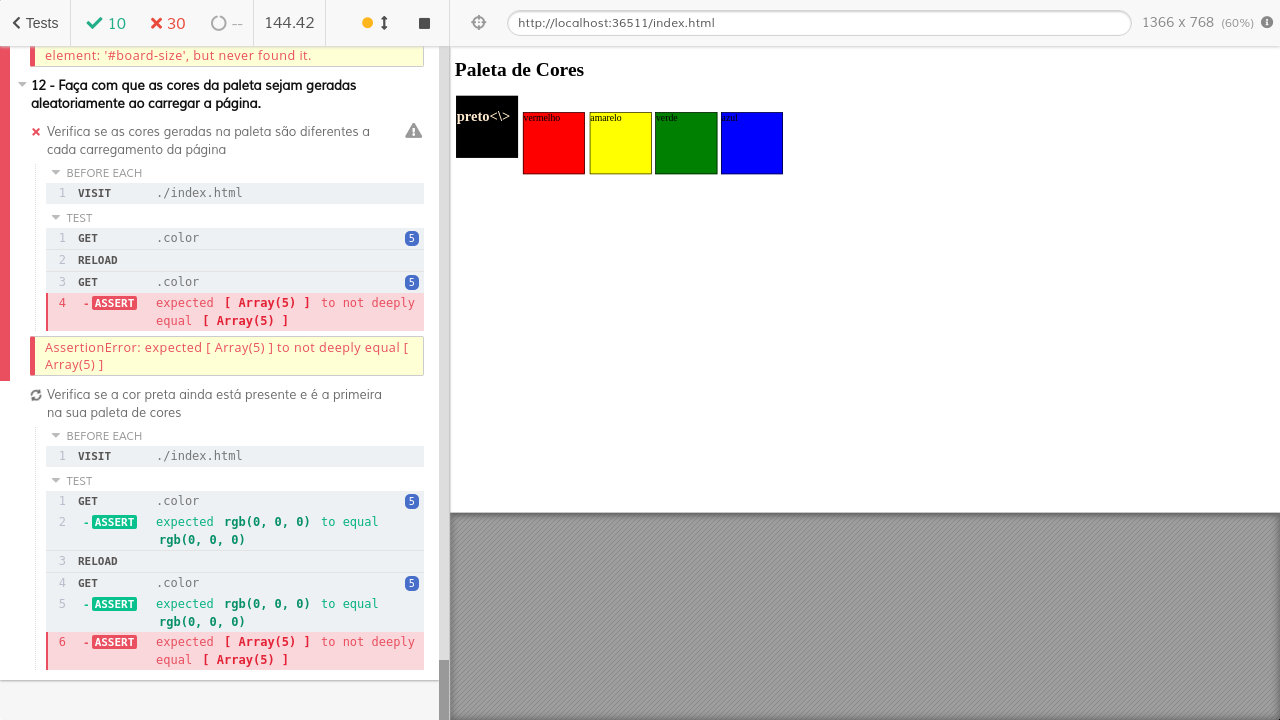 Tests
10
30
--
144.42
http://localhost:36511/index.html
1366 x 768 (60%)
element: '#board-size', but never found it.
12 - Faça com que as cores da paleta sejam geradas
aleatoriamente ao carregar a página.
Verifica se as cores geradas na paleta são diferentes a
cada carregamento da página
BEFORE EACH
1 VISIT ./index.html
TEST
1 GET .color 5
2 RELOAD
3 GET .color 5
4 -ASSERT expected [ Array(5) ] to not deeply
equal [ Array(5) ]
AssertionError: expected [ Array(5) ] to not deeply equal [
Array(5) ]
Verifica se a cor preta ainda está presente e é a primeira
na sua paleta de cores
BEFORE EACH
1 VISIT ./index.html
TEST
1 GET .color 5
2 -ASSERT expected rgb(0, 0, 0) to equal
rgb(0, 0, 0)
3 RELOAD
4 GET .color 5
5 -ASSERT expected rgb(0, 0, 0) to equal
rgb(0, 0, 0)
6 -ASSERT expected [ Array(5) ] to not deeply
equal [ Array(5) ]
Paleta de Cores
preto<\>
vermelho
amarelo
verde
azul